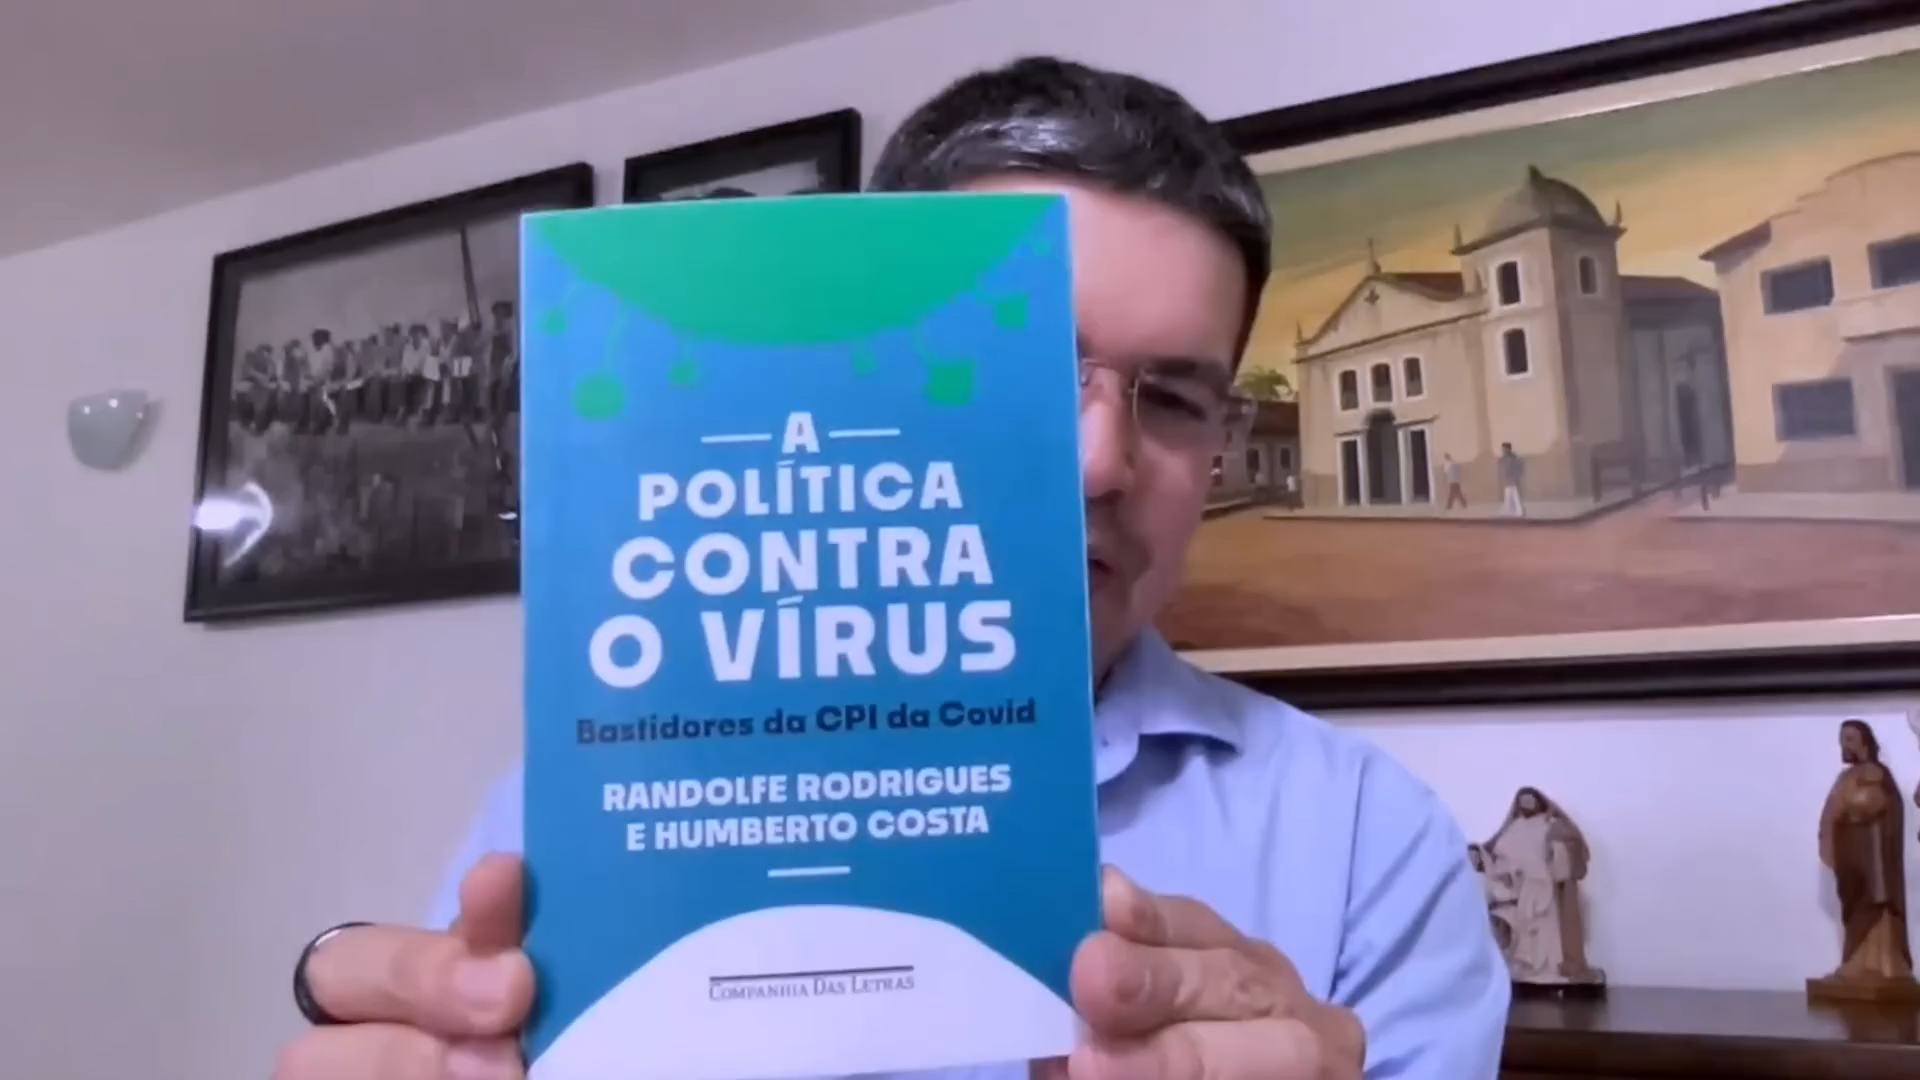 A
POLÍTICA
CONTRA
O VÍRUS
Bastidores da CPI da Covid
RANDOLFE RODRIGUES
E HUMBERTO COSTA
COMPANHIA DAS LETRAS